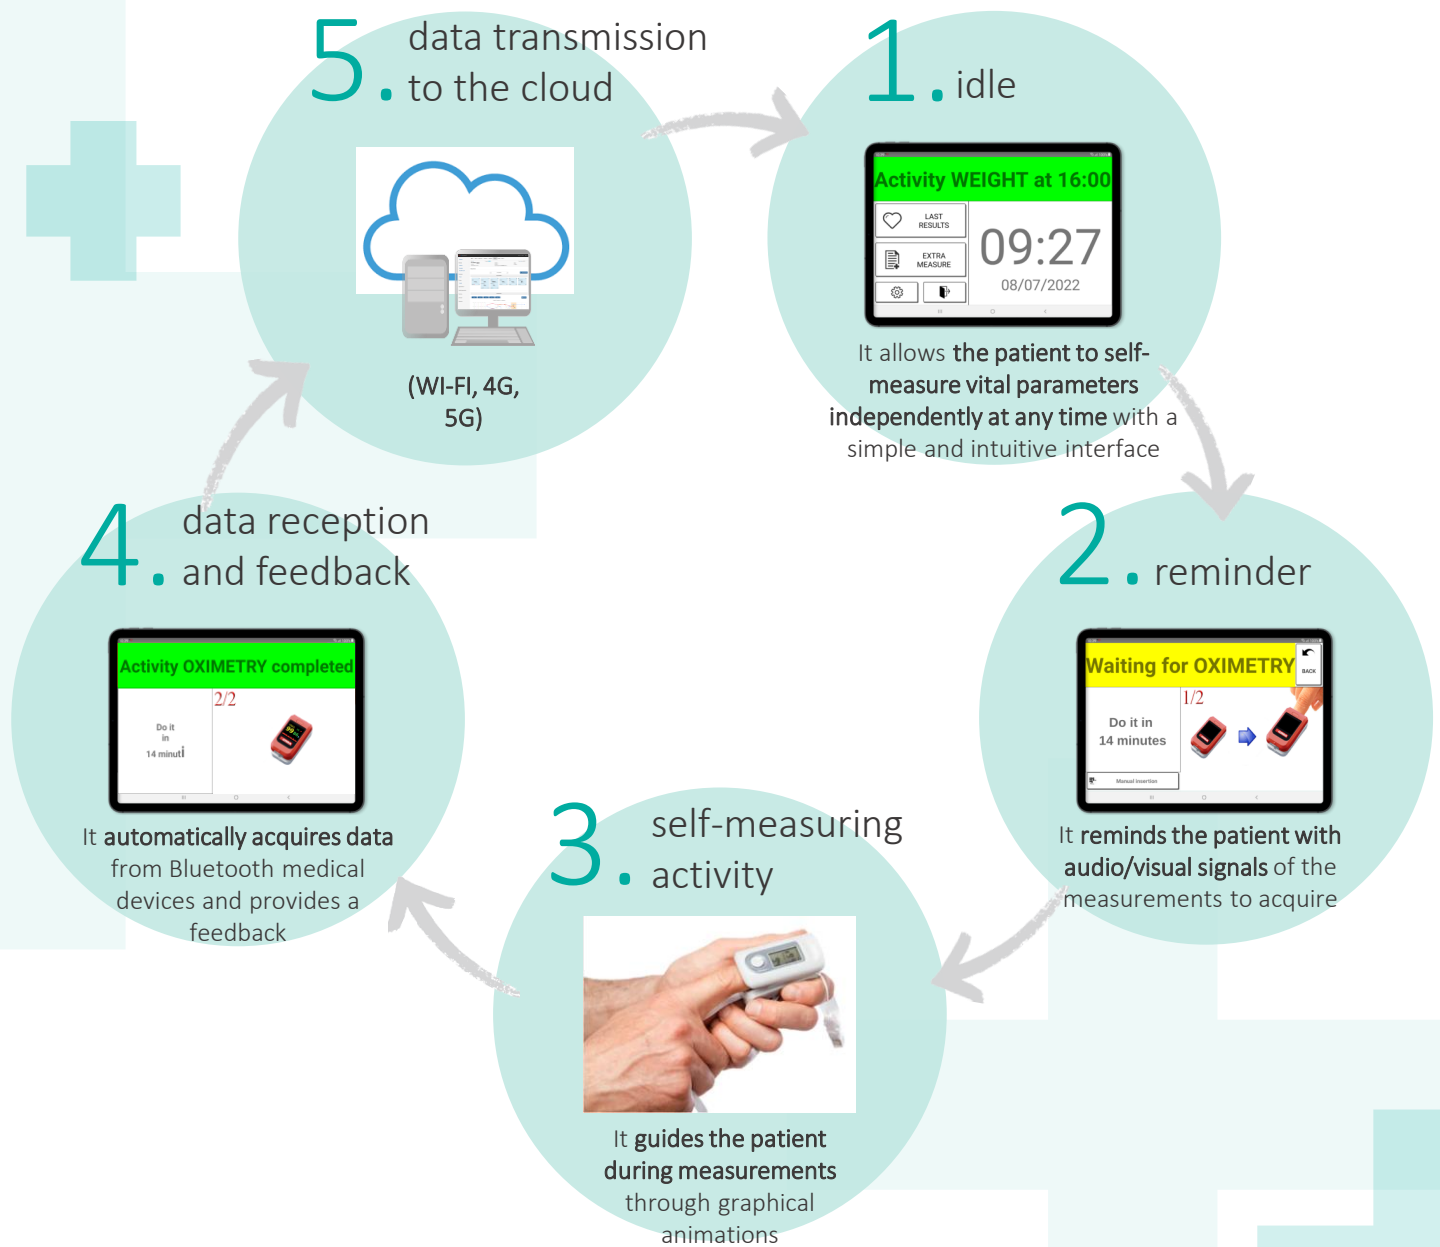 5. data transmission
to the cloud
(WI-FI, 4G,
5G)
1. idle
Activity WEIGHT at 16:00
LAST
RESULTS
EXTRA
MEASURE
09:27
08/07/2022
It allows the patient to self-
measure vital parameters
independently at any time with a
simple and intuitive interface
2. reminder
Waiting for OXIMETRY
BACK
1/2
Do it in
14 minutes
Manual Insertion
It reminds the patient with
audio/visual signals of the
measurements to acquire
3. self-measuring
activity
It guides the patient
during measurements
through graphical
animations
4. data reception
and feedback
Activity OXIMETRY completed
2/2
Do it
in
14 minuti
It automatically acquires data
from Bluetooth medical
devices and provides a
feedback